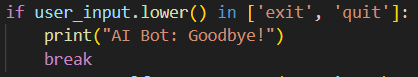 if user_input.lower() in ['exit', 'quit']:
    print("AI Bot: Goodbye!")
    break